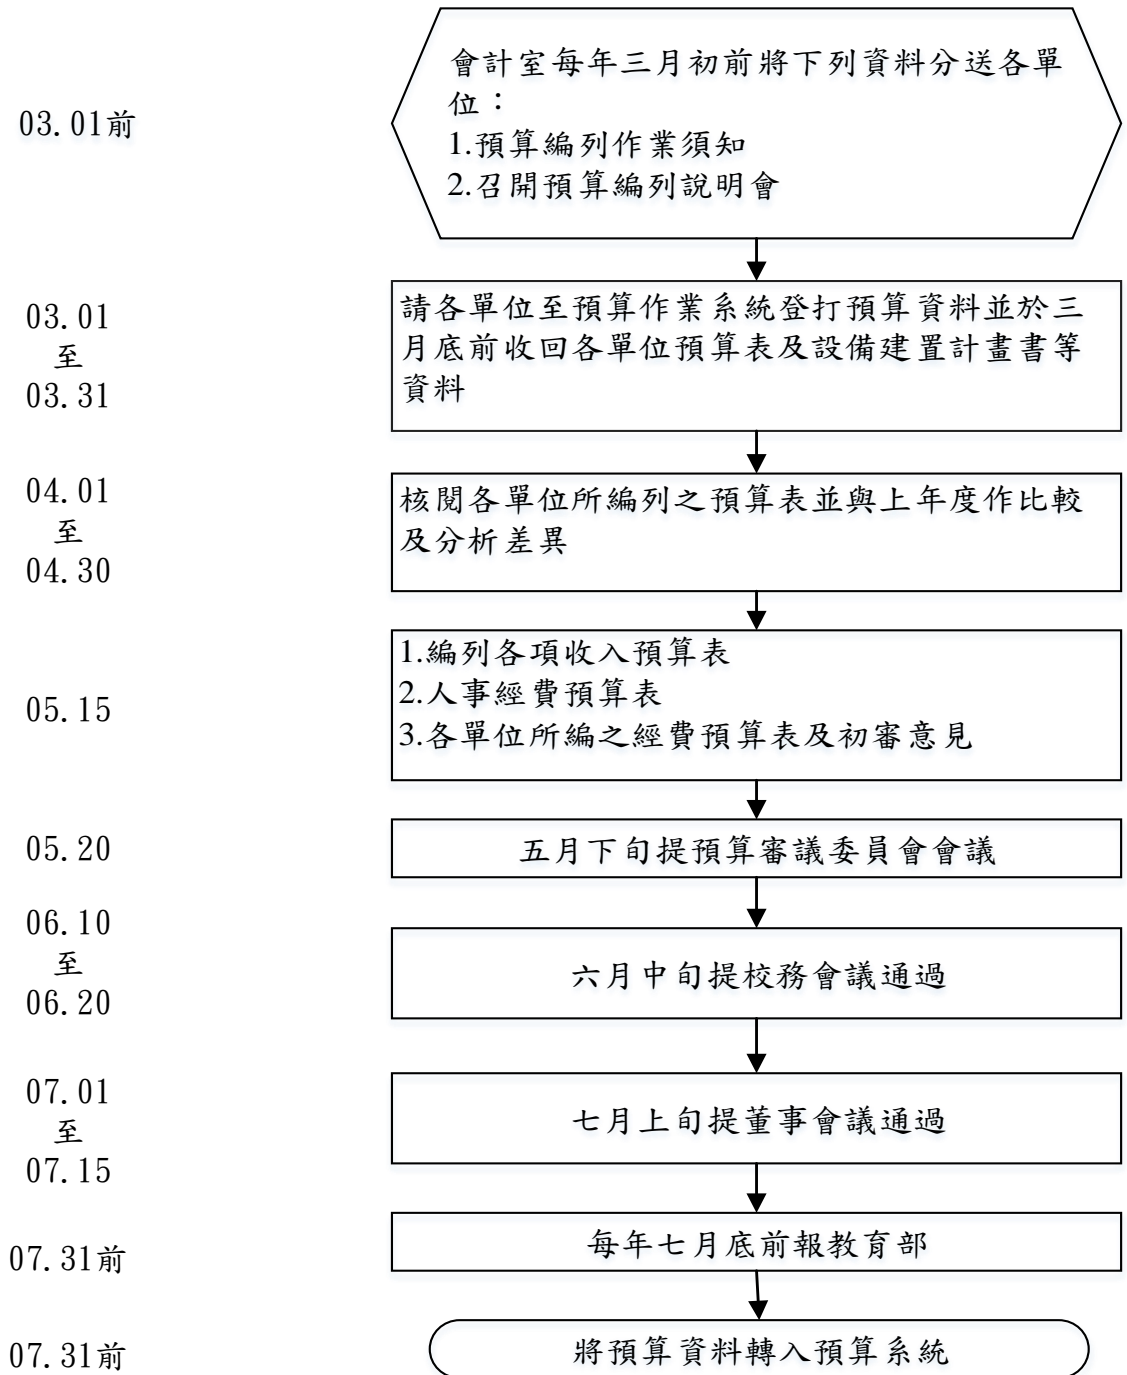 03.01前
會計室每年三月初前將下列資料分送各單
位：
1.預算編列作業須知
2.召開預算編列說明會
03.01
至
03.31
請各單位至預算作業系統登打預算資料並於三
月底前收回各單位預算表及設備建置計畫書等
資料
04.01
至
04.30
核閱各單位所編列之預算表並與上年度作比較
及分析差異
05.15
1.編列各項收入預算表
2.人事經費預算表
3.各單位所編之經費預算表及初審意見
05.20
五月下旬提預算審議委員會會議
06.10
至
06.20
六月中旬提校務會議通過
07.01
至
07.15
七月上旬提董事會議通過
07.31前
每年七月底前報教育部
07.31前
將預算資料轉入預算系統